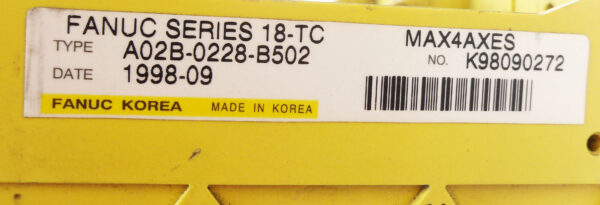 FANUC SERIES 18-TC MAX4AXES
TYPE A02B-0228-B502 NO. K98090272
DATE 1998-09
FANUC KOREA MADE IN KOREA